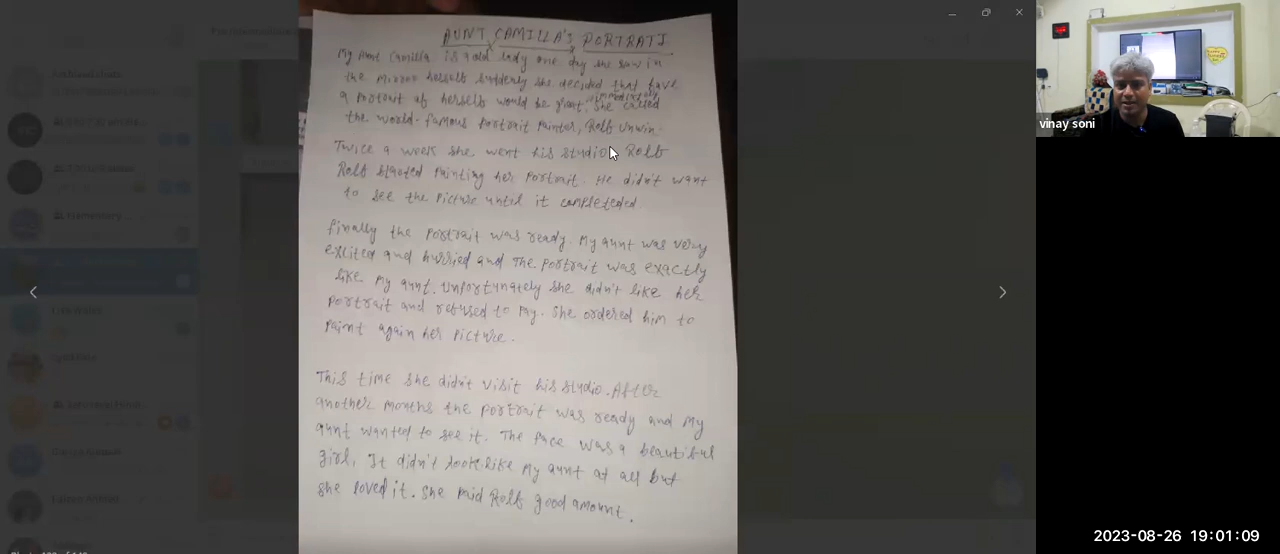 AUNT CAMILLA'S PORTRATI
My Aunt Camilla is a old lady one day she saw in
the mirror herself suddenly she decided that have
a portrait of herself would be grant, immediately she called
the world-famous Portrait Painter, Rolf Unwin.
Twice a week she went his studio. Rolf
Rolf started painting her portrait. He didn't want
to see the picture until it completeded.
Finally the portrait was ready. My aunt was very
excited and hurried and the portrait was exactly
like my aunt. Unfortunately she didn't like her
portrait and refused to pay. She ordered him to
paint again her picture.
This time she didn't visit his studio. After
another months the portrait was ready and my
aunt wanted to see it. The face was a beautiful
girl, It didn't look like my aunt at all but
she loved it. She paid Rolf good amount.
vinay soni
2023-08-26 19:01:09